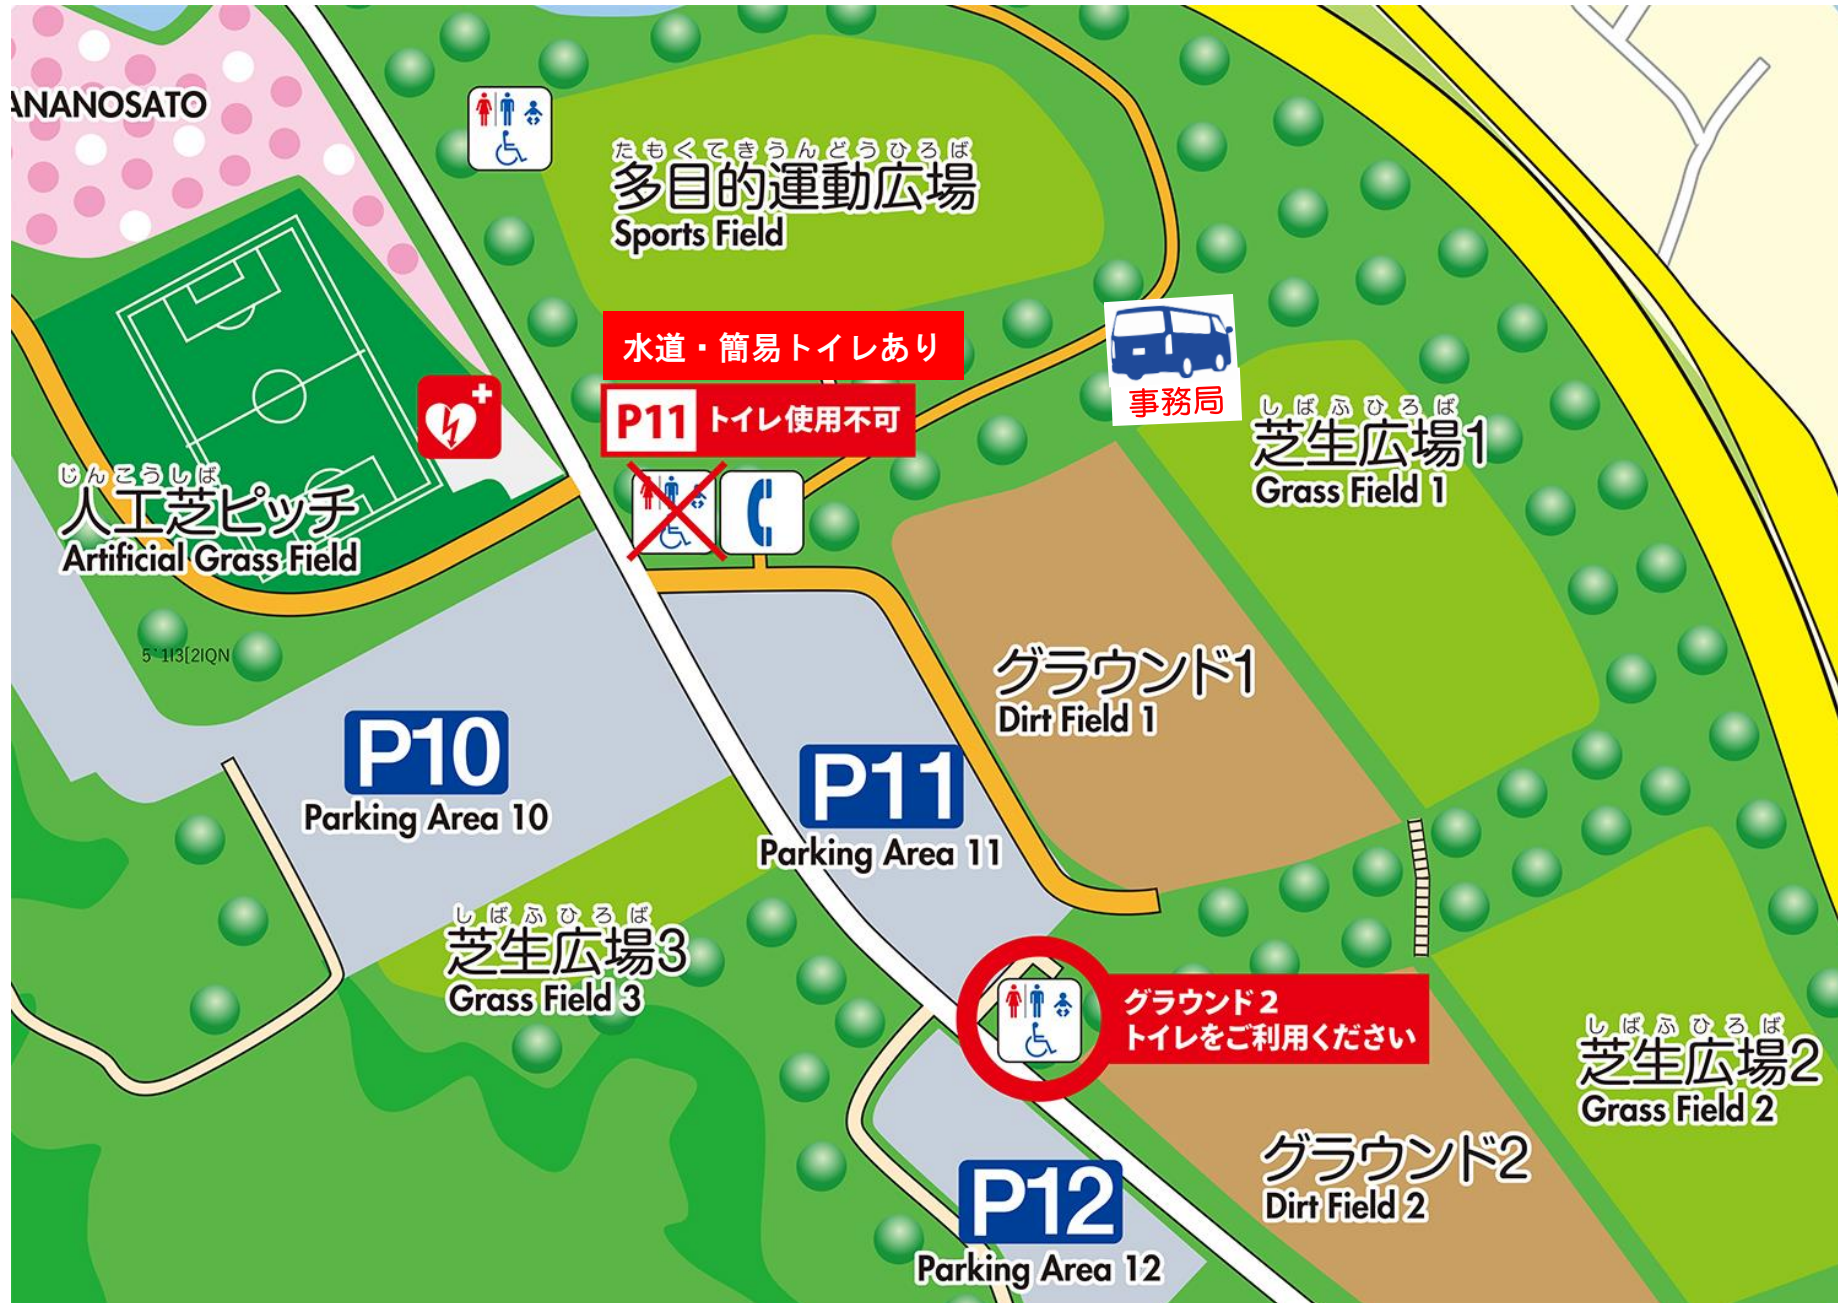 ANANOSATO
たもくてきうんどうひろば
多目的運動広場
Sports Field
水道・簡易トイレあり
P11 トイレ使用不可
事務局
しばふひろば
芝生広場1
Grass Field 1
じんこうしば
人工芝ピッチ
Artificial Grass Field
5`1I3[2IQN
グラウンド1
Dirt Field 1
P10
Parking Area 10
P11
Parking Area 11
しばふひろば
芝生広場3
Grass Field 3
グラウンド2
トイレをご利用ください
しばふひろば
芝生広場2
Grass Field 2
グラウンド2
Dirt Field 2
P12
Parking Area 12